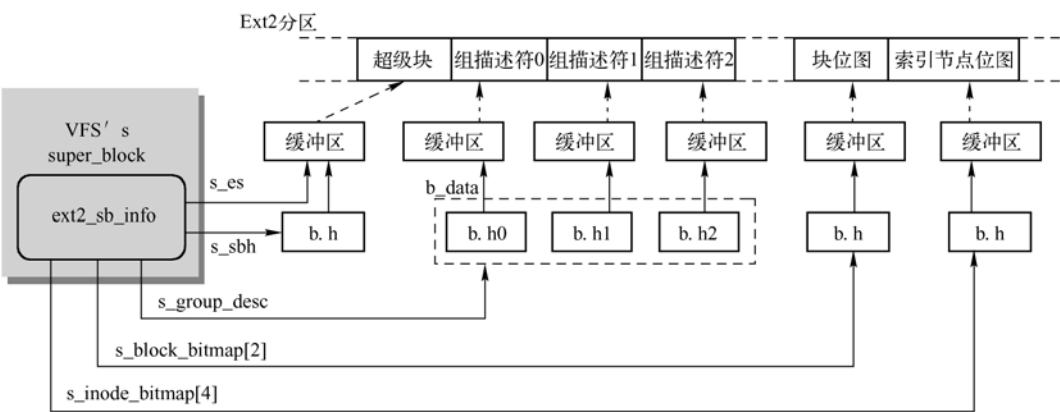 Ext2分区
超级块 组描述符0 组描述符1 组描述符2 块位图 索引节点位图
VFS′ s
super_block
缓冲区 缓冲区 缓冲区 缓冲区 缓冲区 缓冲区
s_es
b_data
ext2_sb_info
b. h b. h0 b. h1 b. h2 b. h b. h
s_sbh
s_group_desc
s_block_bitmap[2]
s_inode_bitmap[4]